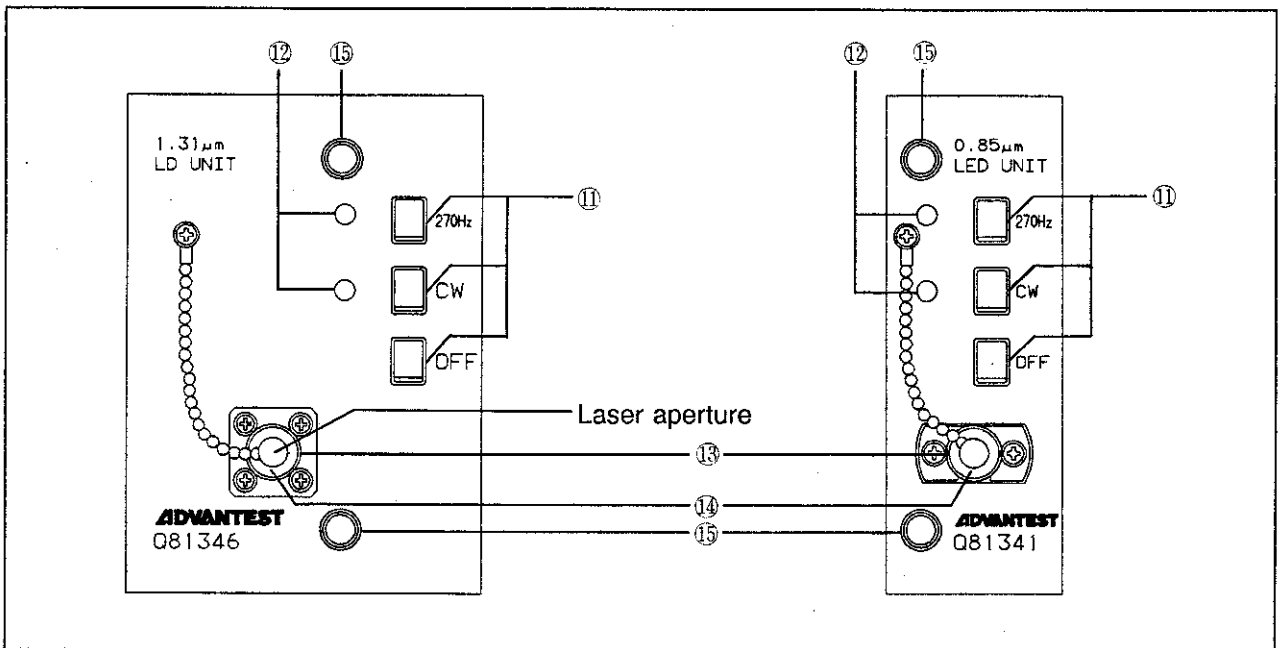 ⑫ ⑮ ⑫ ⑮
1.31μm
LD UNIT
0.85μm
LED UNIT
270Hz
⑪
270Hz
⑪
CW
CW
OFF
OFF
Laser aperture
⑬
⑭
ADVANTEST
Q81346
⑮
ADVANTEST
Q81341